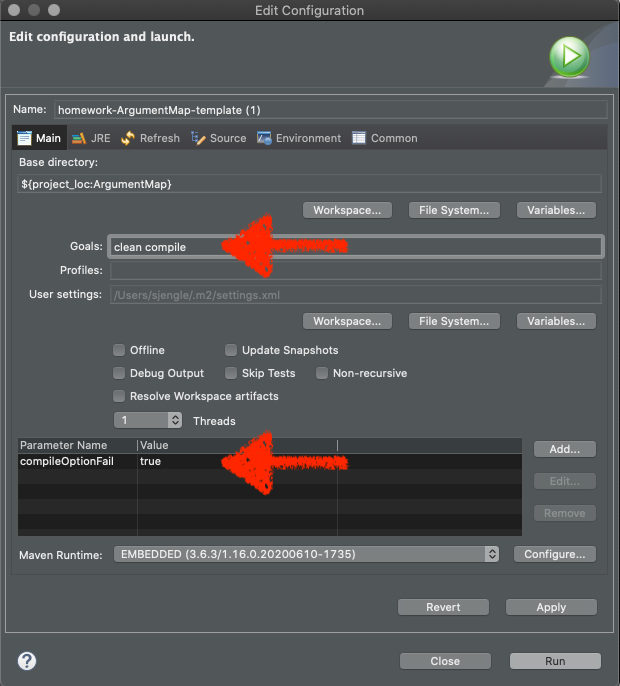 Edit Configuration
Edit configuration and launch.
Name: homework-ArgumentMap-template (1)
Main JRE Refresh Source Environment Common
Base directory:
${project_loc:ArgumentMap}
Workspace... File System... Variables...
Goals: clean compile
Profiles:
User settings: /Users/sjengle/.m2/settings.xml
Workspace... File System... Variables...
Offline Update Snapshots
Debug Output Skip Tests Non-recursive
Resolve Workspace artifacts
1 Threads
Parameter Name Value
compileOptionFail true
Add...
Edit...
Remove
Maven Runtime: EMBEDDED (3.6.3/1.16.0.20200610-1735) Configure...
Revert Apply
? Close Run